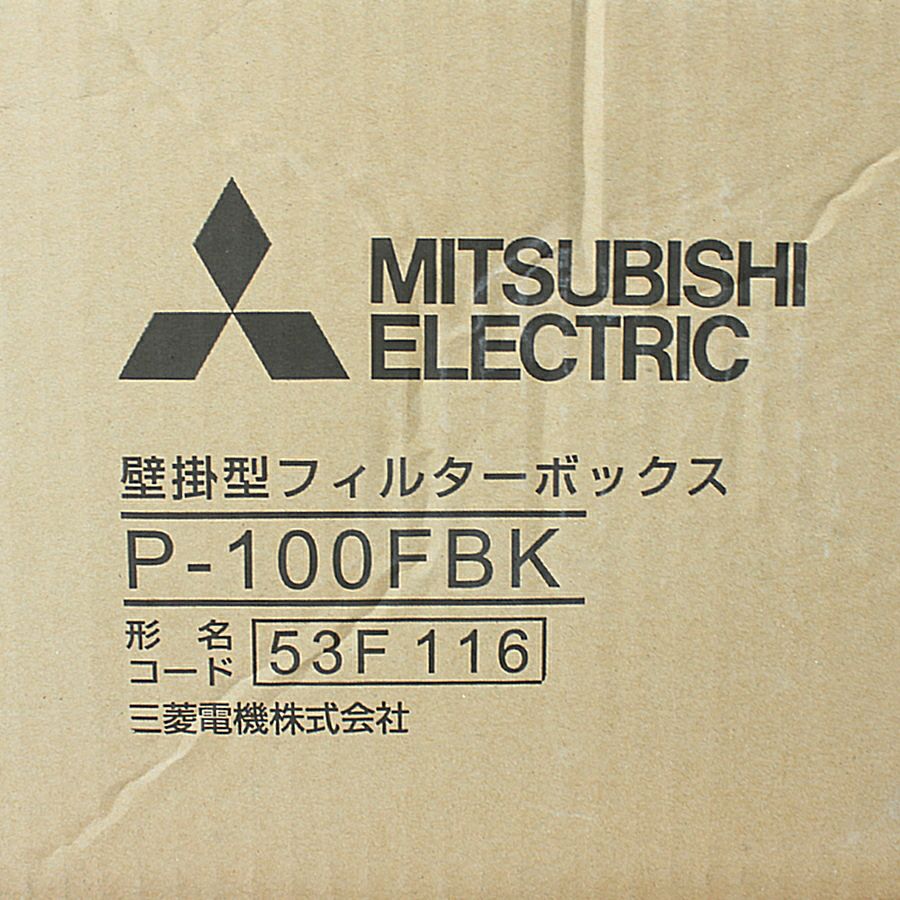 MITSUBISHI
ELECTRIC
壁掛型フィルターボックス
P-100FBK
形名
コード 53F 116
三菱電機株式会社